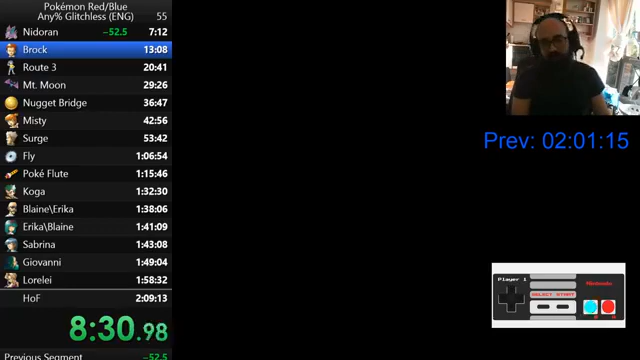 Pokémon Red/Blue
Any% Glitchless (ENG) 55
Nidoran −52.5 7:12
Brock 13:08
Route 3 20:41
Mt. Moon 29:26
Nugget Bridge 36:47
Misty 42:56
Surge 53:42
Fly 1:06:54
Poké Flute 1:15:46
Koga 1:32:30
Blaine\Erika 1:38:06
Erika\Blaine 1:41:09
Sabrina 1:43:08
Giovanni 1:49:04
Lorelei 1:58:32
HoF 2:09:13
8:30.98
Previous Segment −52.5
Prev: 02:01:15
Player 1
Nintendo
SELECT START
B A